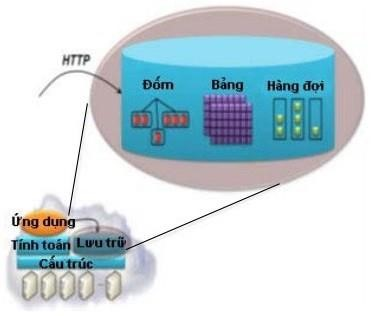 HTTP
Đốm Bảng Hàng đợi
Ứng dụng
Tính toán Lưu trữ
Cấu trúc